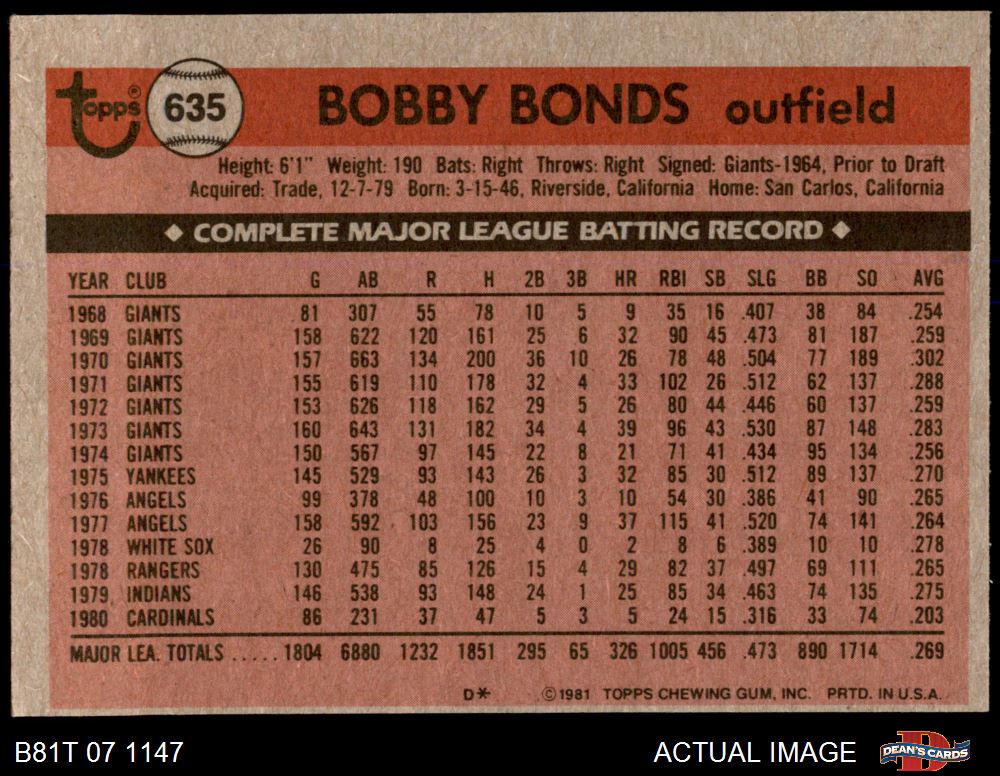 topps® 635 BOBBY BONDS outfield
Height: 6'1" Weight: 190 Bats: Right Throws: Right Signed: Giants-1964, Prior to Draft
Acquired: Trade, 12-7-79 Born: 3-15-46, Riverside, California Home: San Carlos, California
◆ COMPLETE MAJOR LEAGUE BATTING RECORD ◆
YEAR CLUB G AB R H 2B 3B HR RBI SB SLG BB SO AVG
1968 GIANTS 81 307 55 78 10 5 9 35 16 .407 38 84 .254
1969 GIANTS 158 622 120 161 25 6 32 90 45 .473 81 187 .259
1970 GIANTS 157 663 134 200 36 10 26 78 48 .504 77 189 .302
1971 GIANTS 155 619 110 178 32 4 33 102 26 .512 62 137 .288
1972 GIANTS 153 626 118 162 29 5 26 80 44 .446 60 137 .259
1973 GIANTS 160 643 131 182 34 4 39 96 43 .530 87 148 .283
1974 GIANTS 150 567 97 145 22 8 21 71 41 .434 95 134 .256
1975 YANKEES 145 529 93 143 26 3 32 85 30 .512 89 137 .270
1976 ANGELS 99 378 48 100 10 3 10 54 30 .386 41 90 .265
1977 ANGELS 158 592 103 156 23 9 37 115 41 .520 74 141 .264
1978 WHITE SOX 26 90 8 25 4 0 2 8 6 .389 10 10 .278
1978 RANGERS 130 475 85 126 15 4 29 82 37 .497 69 111 .265
1979 INDIANS 146 538 93 148 24 1 25 85 34 .463 74 135 .275
1980 CARDINALS 86 231 37 47 5 3 5 24 15 .316 33 74 .203
MAJOR LEA. TOTALS ..... 1804 6880 1232 1851 295 65 326 1005 456 .473 890 1714 .269
D* ©1981 TOPPS CHEWING GUM, INC. PRTD. IN U.S.A.
B81T 07 1147 ACTUAL IMAGE DEAN'S CARDS